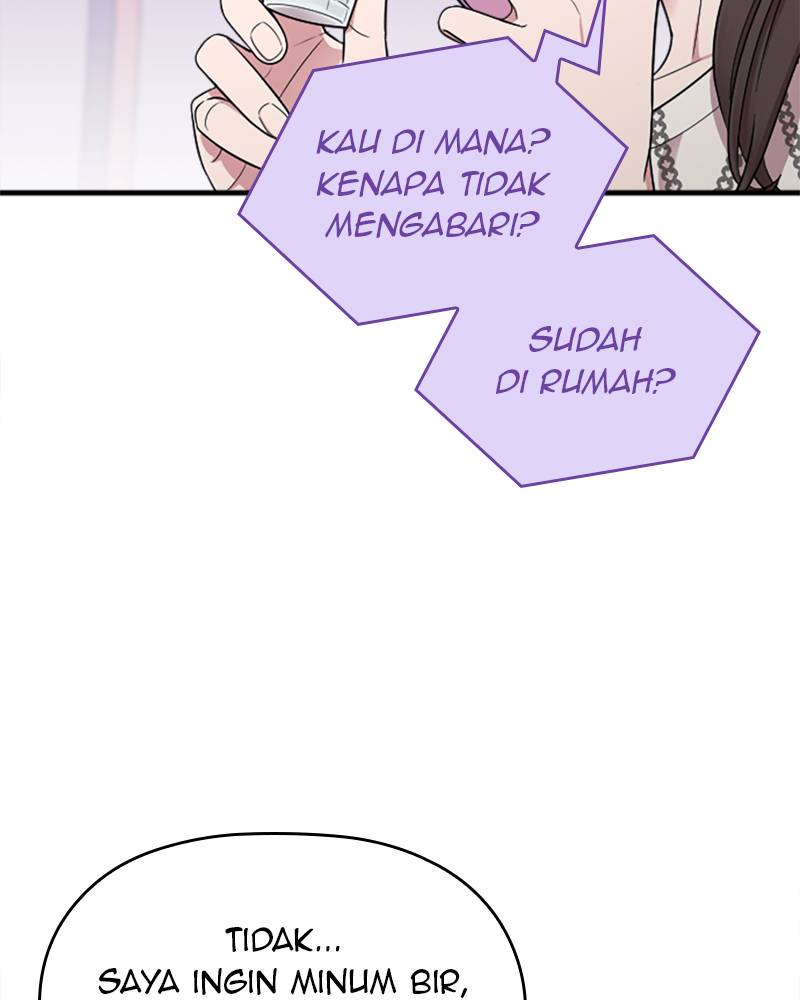 KAU DI MANA?
KENAPA TIDAK
MENGABARI?
SUDAH
DI RUMAH?
TIDAK...
SAYA INGIN MINUM BIR,